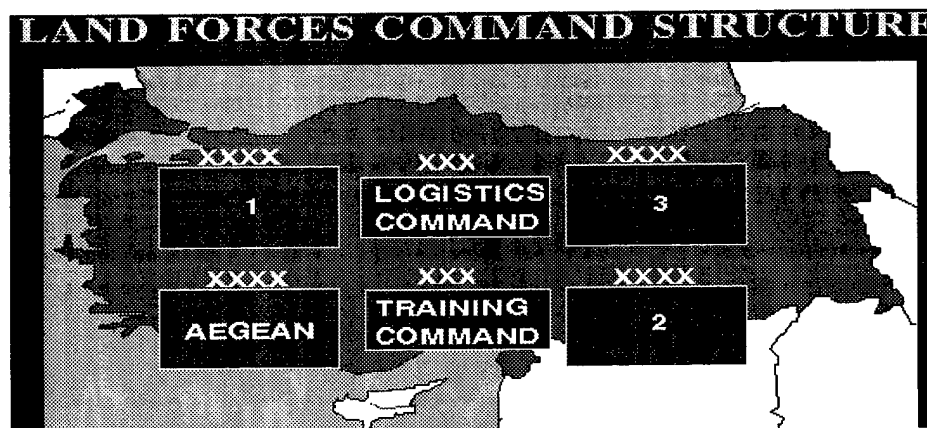 LAND FORCES COMMAND STRUCTURE
XXXX
1
XXX
LOGISTICS
COMMAND
XXXX
3
XXXX
AEGEAN
XXX
TRAINING
COMMAND
XXXX
2